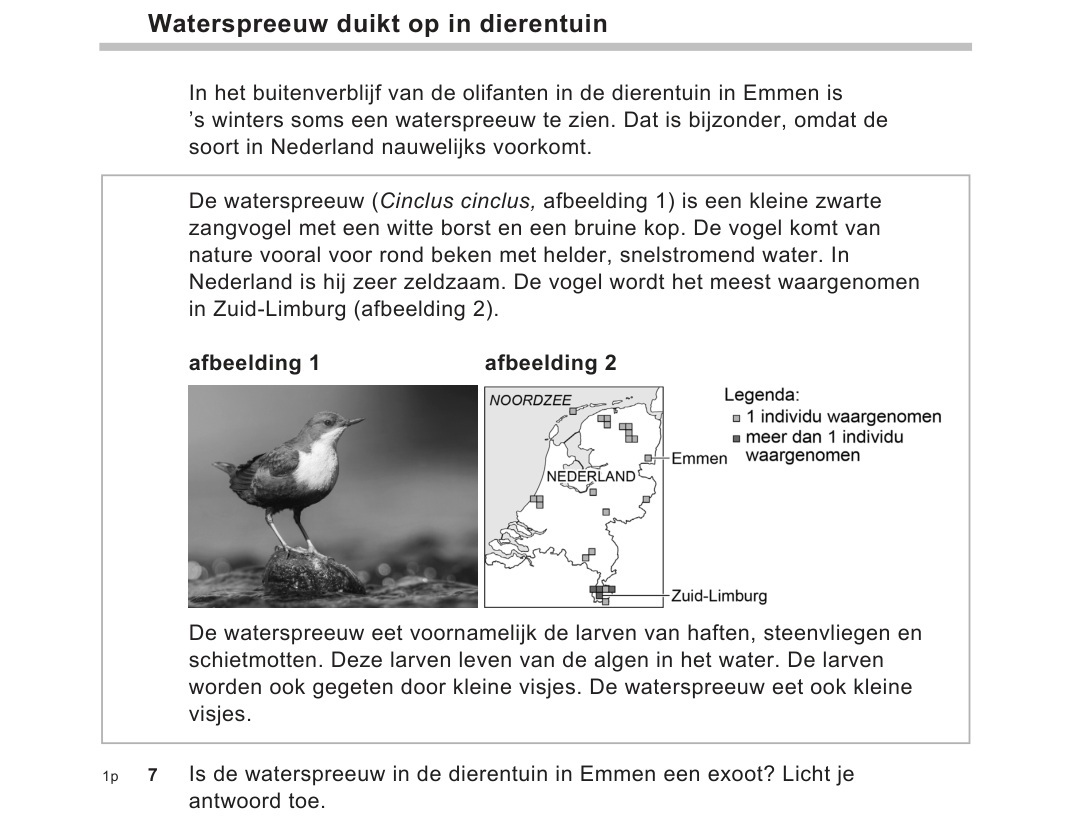 Waterspreeuw duikt op in dierentuin
In het buitenverblijf van de olifanten in de dierentuin in Emmen is
’s winters soms een waterspreeuw te zien. Dat is bijzonder, omdat de
soort in Nederland nauwelijks voorkomt.
De waterspreeuw (Cinclus cinclus, afbeelding 1) is een kleine zwarte
zangvogel met een witte borst en een bruine kop. De vogel komt van
nature vooral voor rond beken met helder, snelstromend water. In
Nederland is hij zeer zeldzaam. De vogel wordt het meest waargenomen
in Zuid-Limburg (afbeelding 2).
afbeelding 1
afbeelding 2
NOORDZEE
NEDERLAND
Emmen
Zuid-Limburg
Legenda:
1 individu waargenomen
meer dan 1 individu
waargenomen
De waterspreeuw eet voornamelijk de larven van haften, steenvliegen en
schietmotten. Deze larven leven van de algen in het water. De larven
worden ook gegeten door kleine visjes. De waterspreeuw eet ook kleine
visjes.
1p 7 Is de waterspreeuw in de dierentuin in Emmen een exoot? Licht je
antwoord toe.